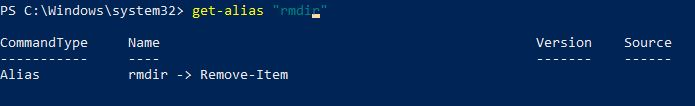 PS C:\Windows\system32> get-alias "rmdir"
CommandType     Name                                               Version    Source
-----------     ----                                               -------    ------
Alias           rmdir -> Remove-Item